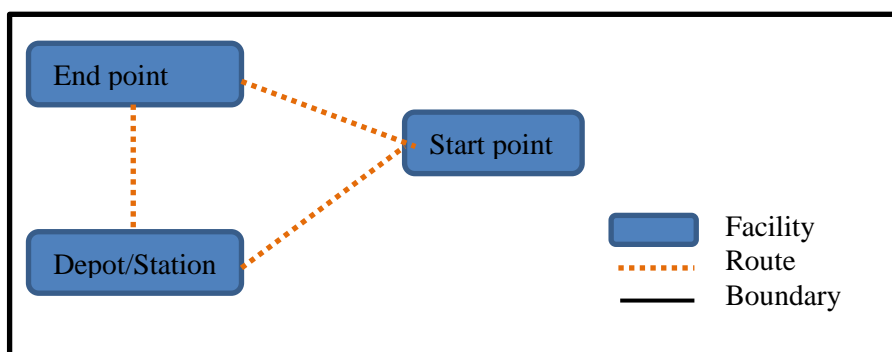 End point
Start point
Depot/Station
Facility
Route
Boundary